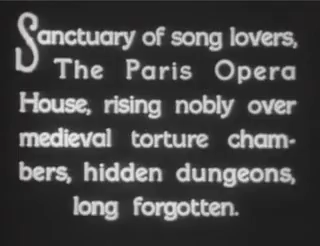 Sanctuary of song lovers,
The Paris Opera
House, rising nobly over
medieval torture cham-
bers, hidden dungeons,
long forgotten.